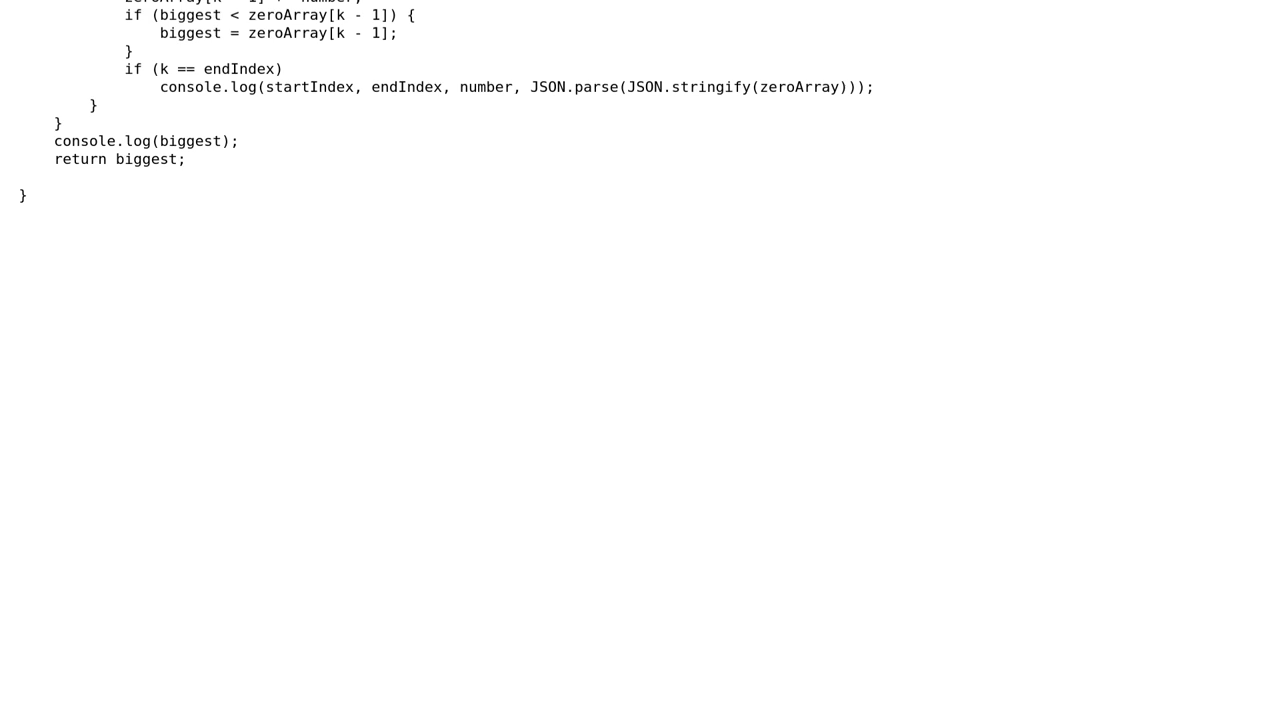 if (biggest < zeroArray[k - 1]) {
                biggest = zeroArray[k - 1];
            }
            if (k == endIndex)
                console.log(startIndex, endIndex, number, JSON.parse(JSON.stringify(zeroArray)));
        }
    }
    console.log(biggest);
    return biggest;

}